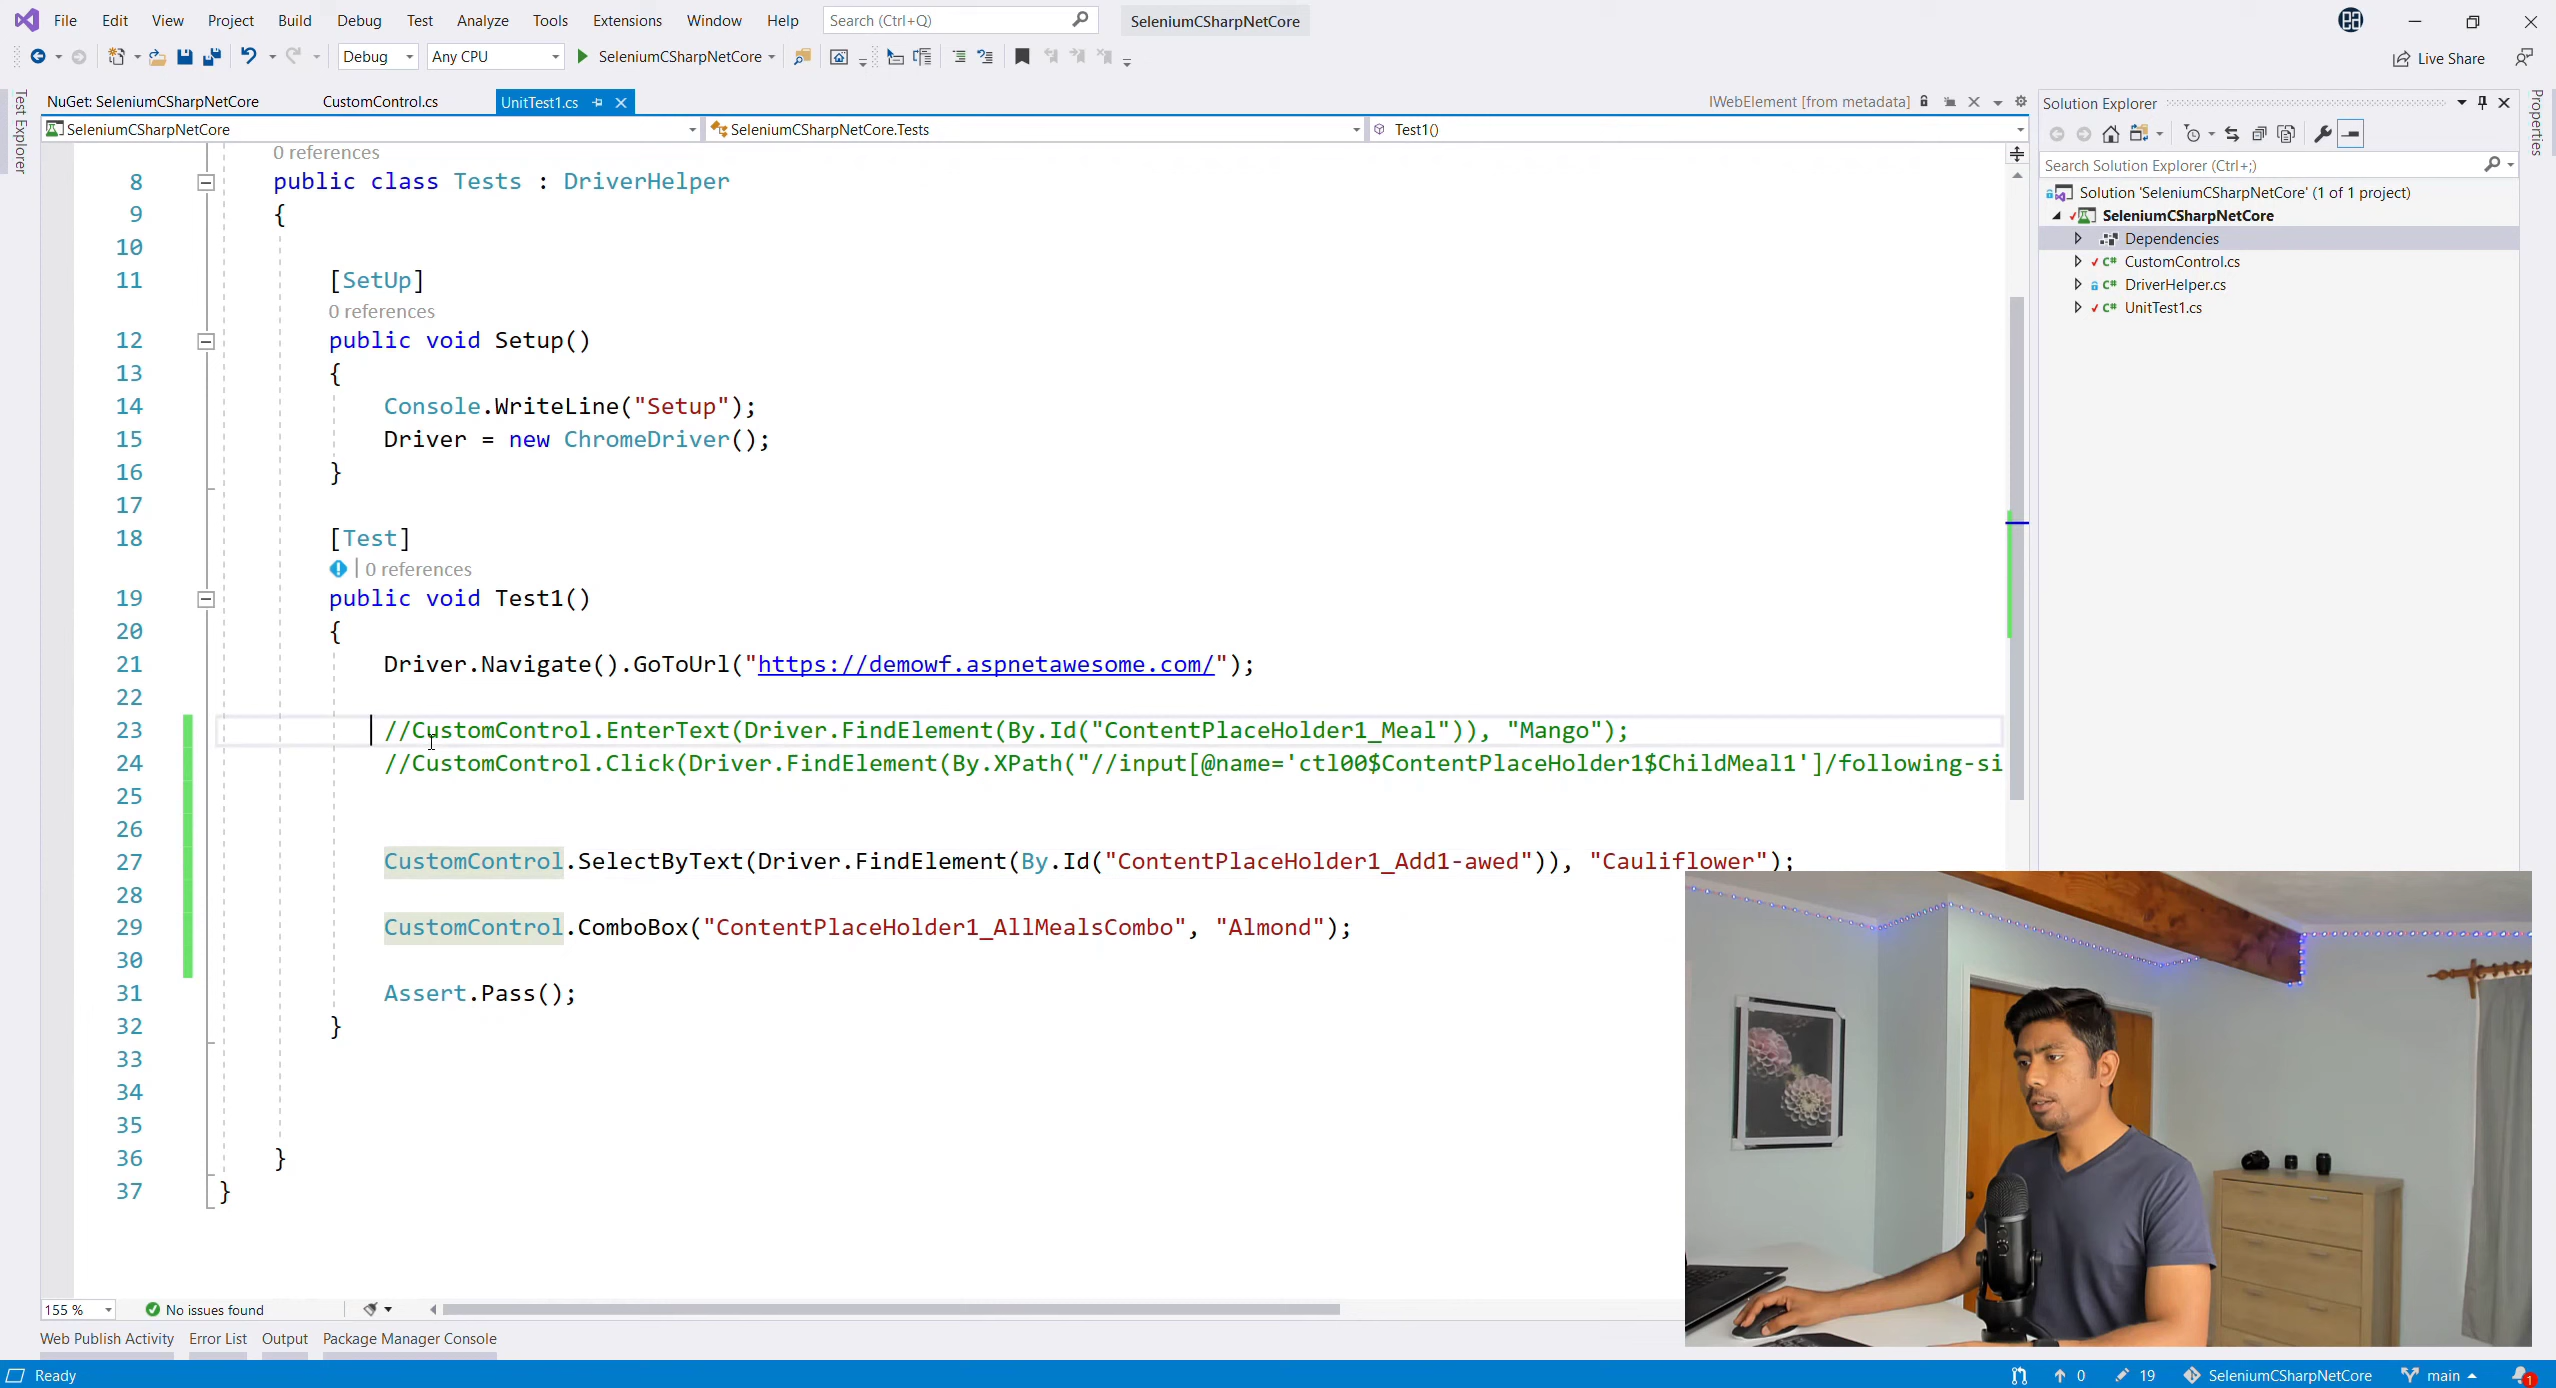 File Edit View Project Build Debug Test Analyze Tools Extensions Window Help Search (Ctrl+Q) SeleniumCSharpNetCore
Debug Any CPU SeleniumCSharpNetCore Live Share
Test Explorer
NuGet: SeleniumCSharpNetCore CustomControl.cs UnitTest1.cs IWebElement [from metadata]
SeleniumCSharpNetCore SeleniumCSharpNetCore.Tests Test1()
0 references
8 public class Tests : DriverHelper
9 {
10
11 [SetUp]
0 references
12 public void Setup()
13 {
14 Console.WriteLine("Setup");
15 Driver = new ChromeDriver();
16 }
17
18 [Test]
0 references
19 public void Test1()
20 {
21 Driver.Navigate().GoToUrl("https://demowf.aspnetawesome.com/");
22
23 //CustomControl.EnterText(Driver.FindElement(By.Id("ContentPlaceHolder1_Meal")), "Mango");
24 //CustomControl.Click(Driver.FindElement(By.XPath("//input[@name='ctl00$ContentPlaceHolder1$ChildMeal1']/following-si
25
26
27 CustomControl.SelectByText(Driver.FindElement(By.Id("ContentPlaceHolder1_Add1-awed")), "Cauliflower");
28
29 CustomControl.ComboBox("ContentPlaceHolder1_AllMealsCombo", "Almond");
30
31 Assert.Pass();
32 }
33
34
35
36 }
37 }
155 % No issues found
Web Publish Activity Error List Output Package Manager Console
Ready 0 19 SeleniumCSharpNetCore main 1
Solution Explorer
Search Solution Explorer (Ctrl+;)
Solution 'SeleniumCSharpNetCore' (1 of 1 project)
SeleniumCSharpNetCore
Dependencies
C# CustomControl.cs
C# DriverHelper.cs
C# UnitTest1.cs
Properties